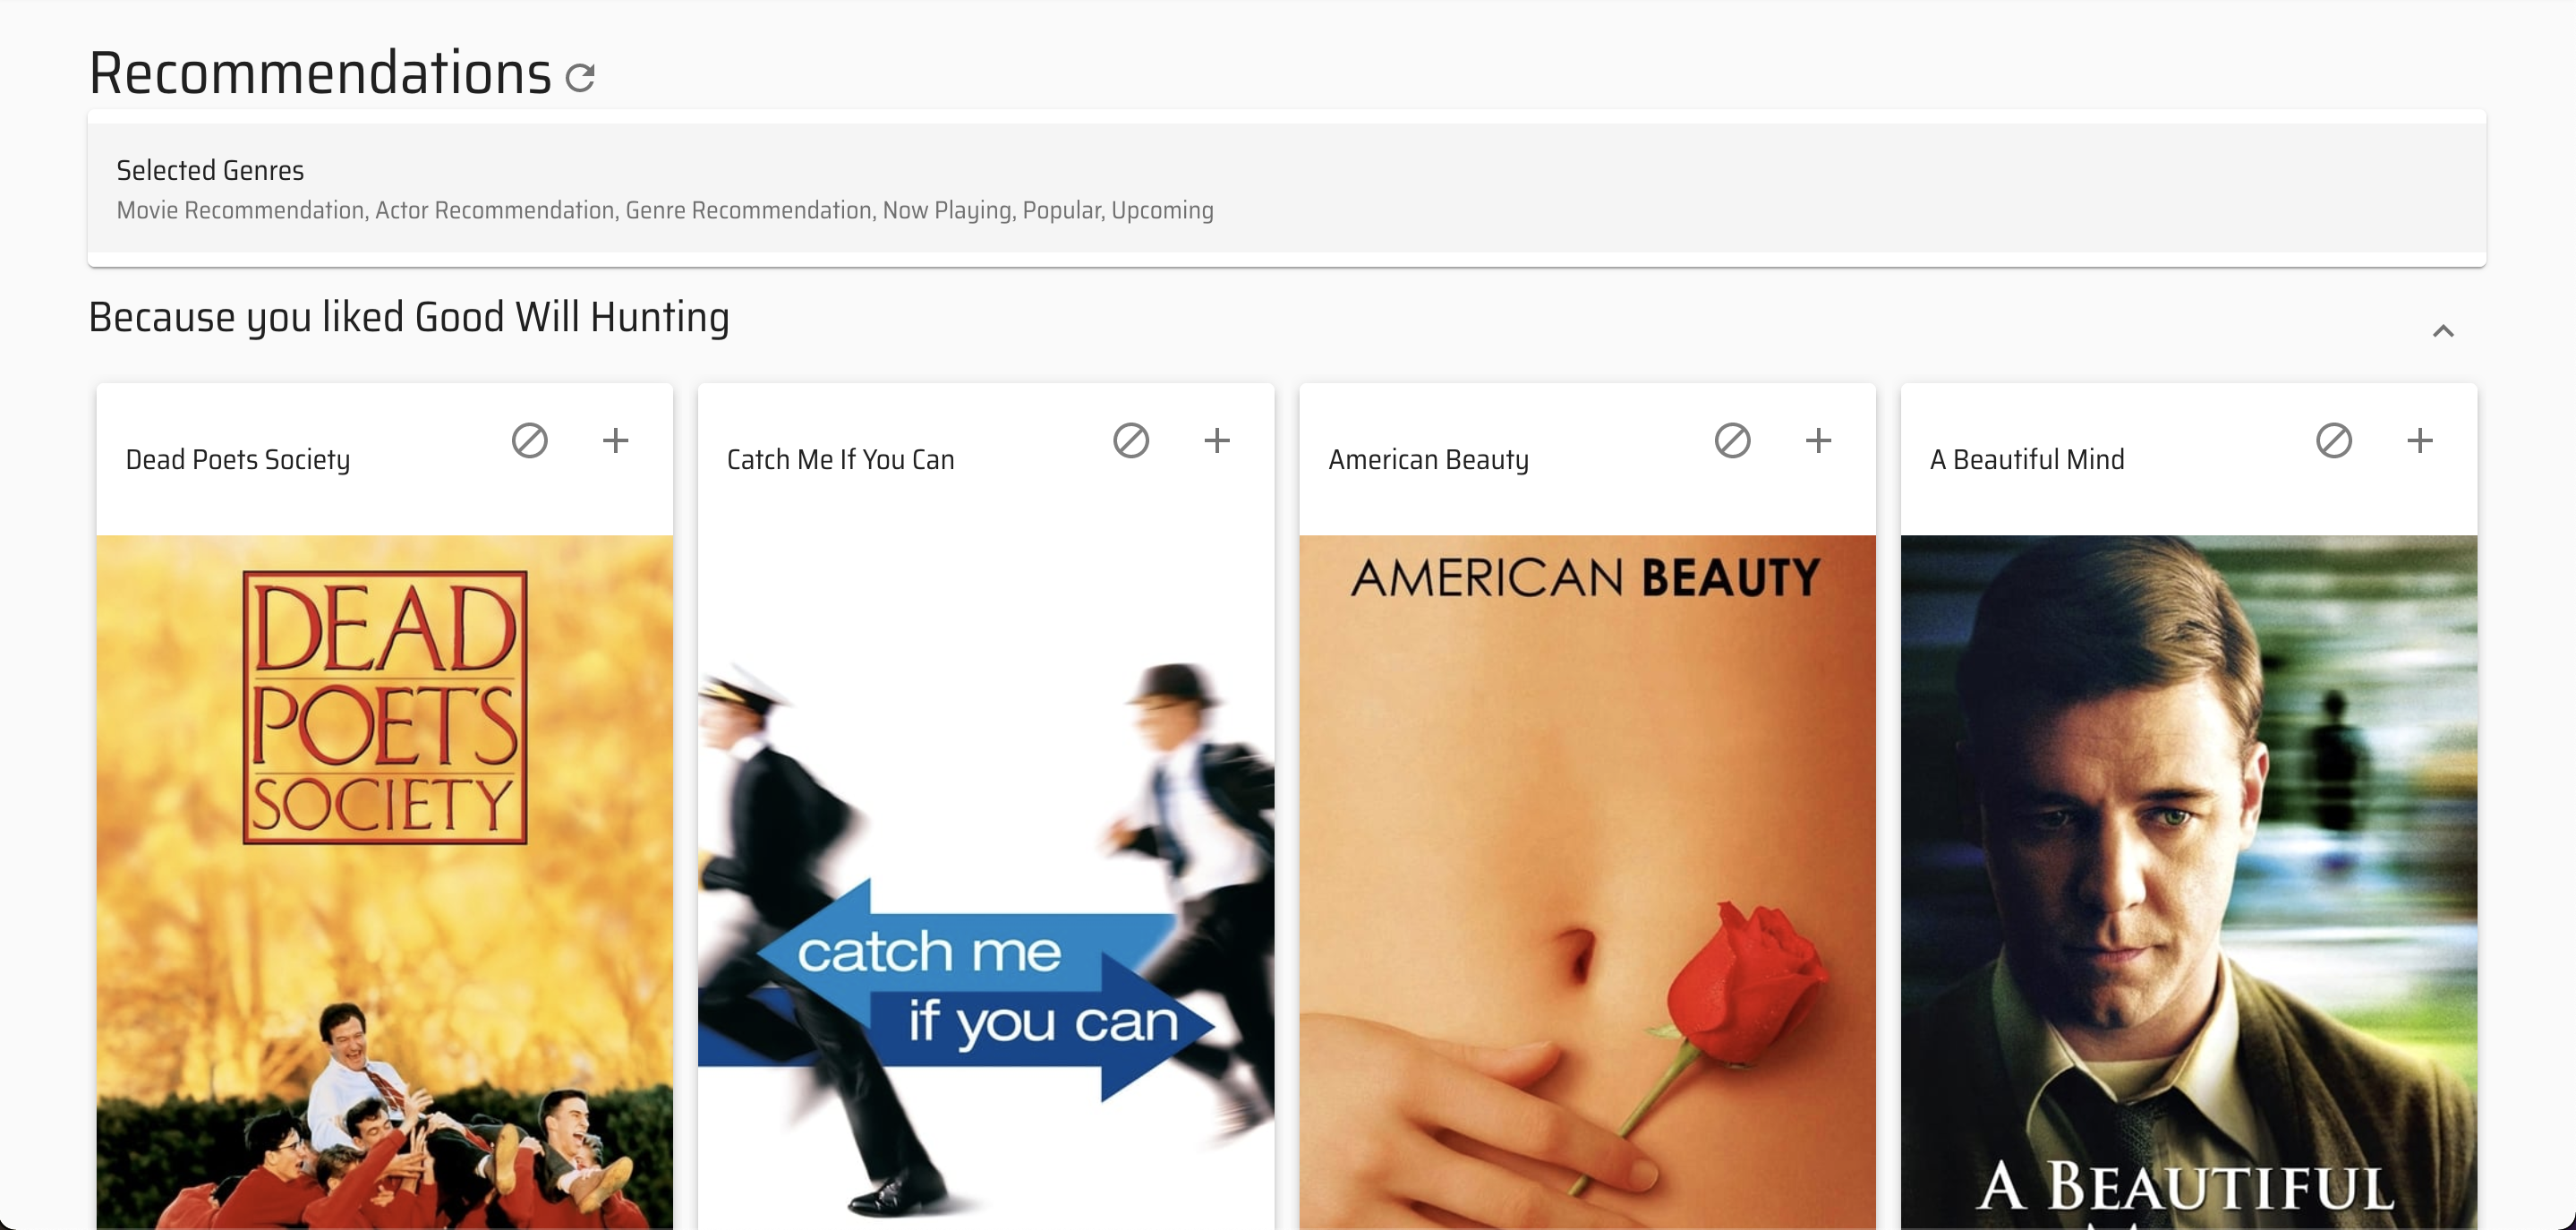 Recommendations
Selected Genres
Movie Recommendation, Actor Recommendation, Genre Recommendation, Now Playing, Popular, Upcoming
Because you liked Good Will Hunting
Dead Poets Society
Catch Me If You Can
American Beauty
A Beautiful Mind
DEAD
POETS
SOCIETY
catch me
if you can
AMERICAN BEAUTY
A BEAUTIFUL